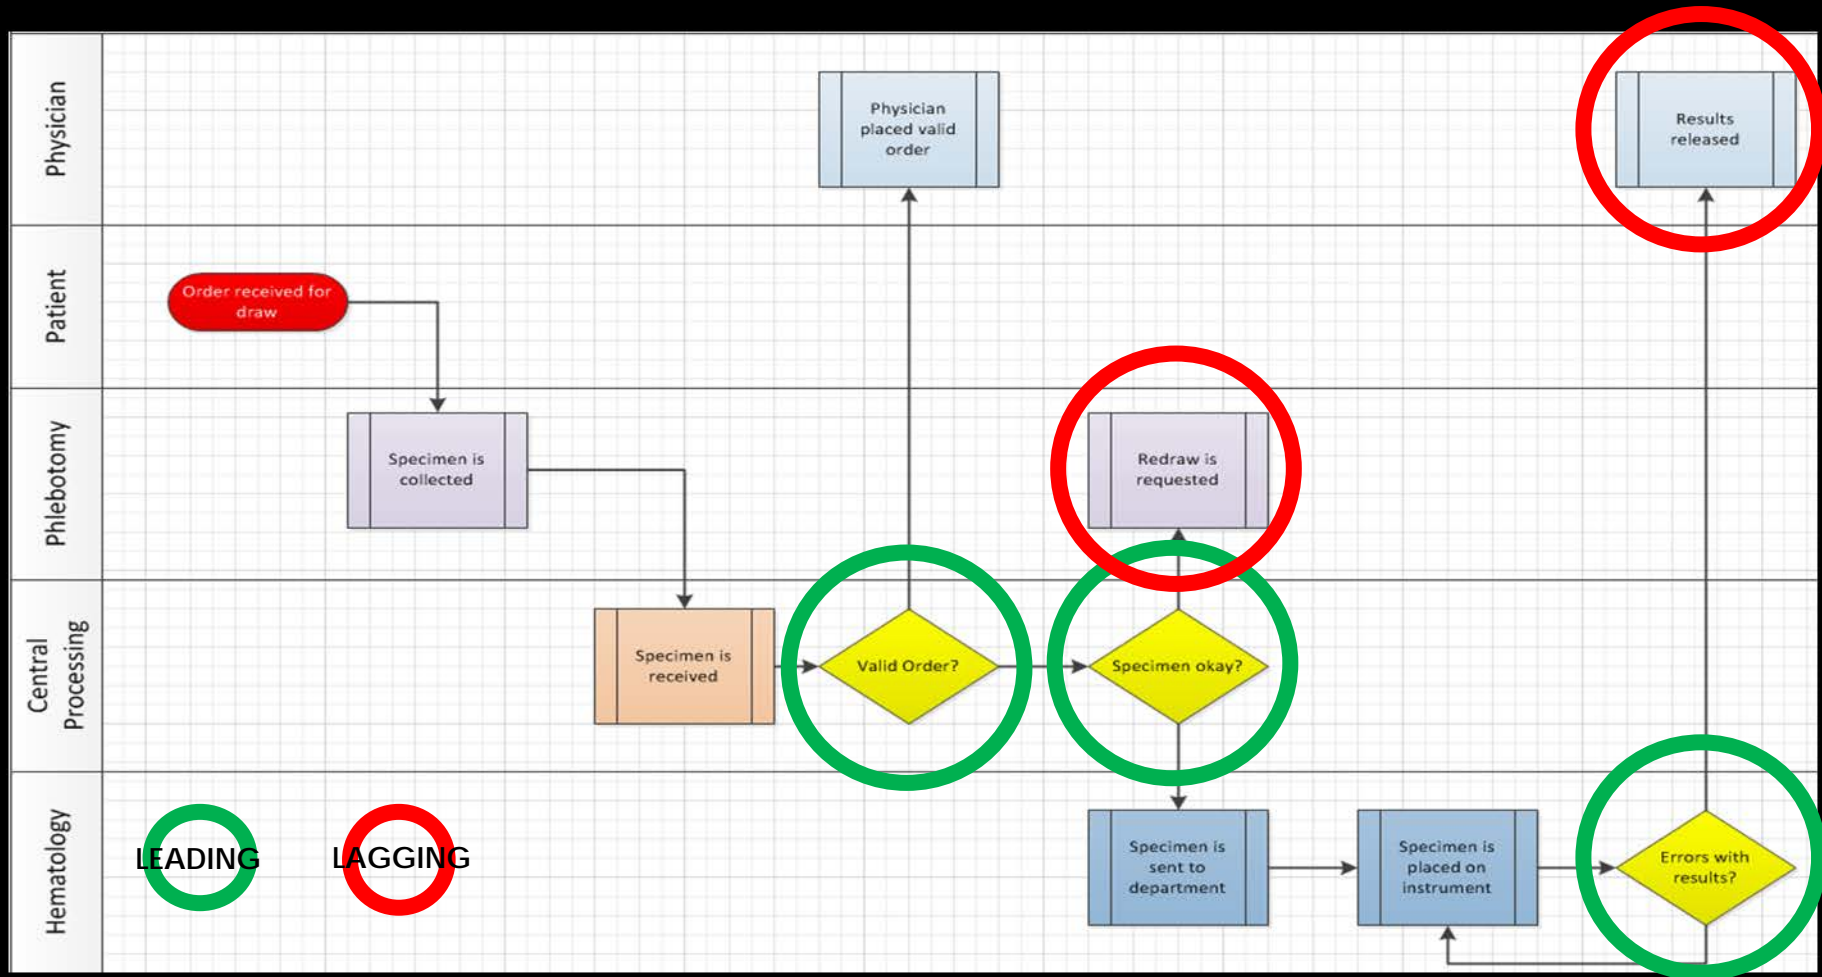 Physician
Physician
placed valid
order
Results
released
Patient
Order received for
draw
Phlebotomy
Specimen is
collected
Redraw is
requested
Central
Processing
Specimen is
received
Valid Order?
Specimen okay?
Hematology
LEADING
LAGGING
Specimen is
sent to
department
Specimen is
placed on
instrument
Errors with
results?